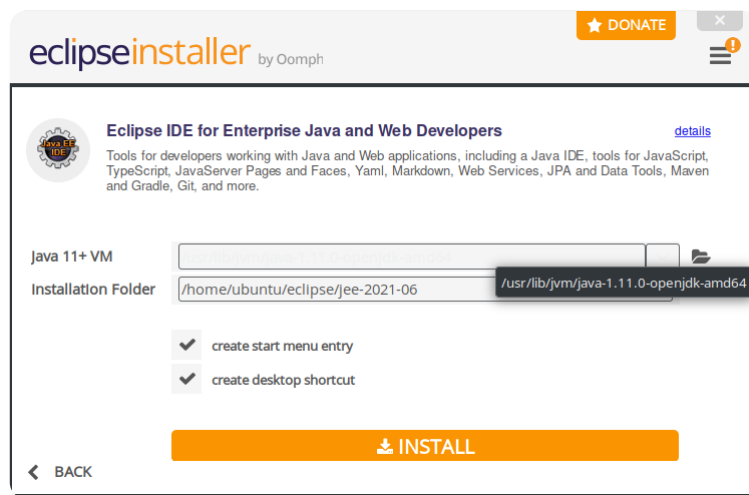 DONATE
eclipseinstaller by Oomph
Java EE
IDE
Eclipse IDE for Enterprise Java and Web Developers
details
Tools for developers working with Java and Web applications, including a Java IDE, tools for JavaScript,
TypeScript, JavaServer Pages and Faces, Yaml, Markdown, Web Services, JPA and Data Tools, Maven
and Gradle, Git, and more.
Java 11+ VM
/usr/lib/jvm/java-1.11.0-openjdk-amd64
Installation Folder
/home/ubuntu/eclipse/jee-2021-06
/usr/lib/jvm/java-1.11.0-openjdk-amd64
create start menu entry
create desktop shortcut
INSTALL
BACK